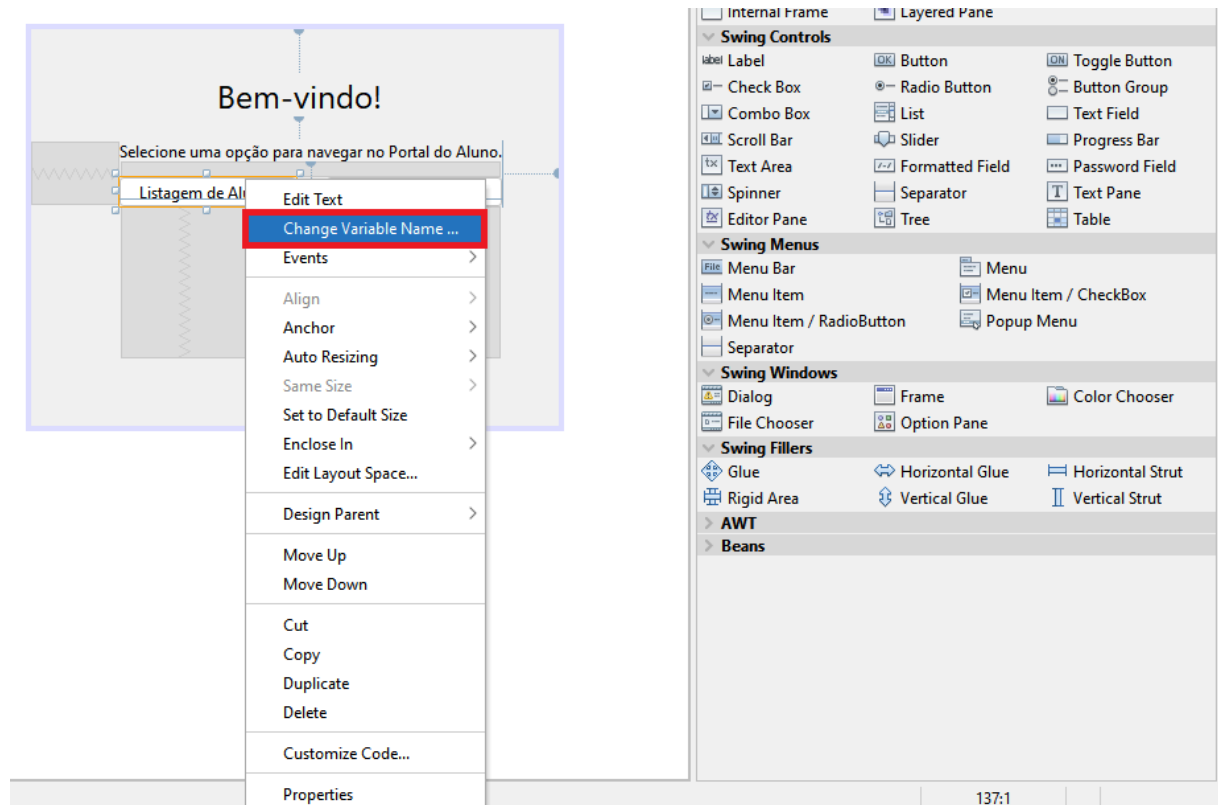 Bem-vindo!
Selecione uma opção para navegar no Portal do Aluno.
Listagem de Al
Edit Text
Change Variable Name ...
Events
Align
Anchor
Auto Resizing
Same Size
Set to Default Size
Enclose In
Edit Layout Space...
Design Parent
Move Up
Move Down
Cut
Copy
Duplicate
Delete
Customize Code...
Properties
Internal Frame Layered Pane
Swing Controls
label Label OK Button ON Toggle Button
Check Box Radio Button Button Group
Combo Box List Text Field
Scroll Bar Slider Progress Bar
tx Text Area Formatted Field Password Field
Spinner Separator T Text Pane
Editor Pane Tree Table
Swing Menus
File Menu Bar Menu
Menu Item Menu Item / CheckBox
Menu Item / RadioButton Popup Menu
Separator
Swing Windows
Dialog Frame Color Chooser
File Chooser Option Pane
Swing Fillers
Glue Horizontal Glue Horizontal Strut
Rigid Area Vertical Glue Vertical Strut
AWT
Beans
137:1